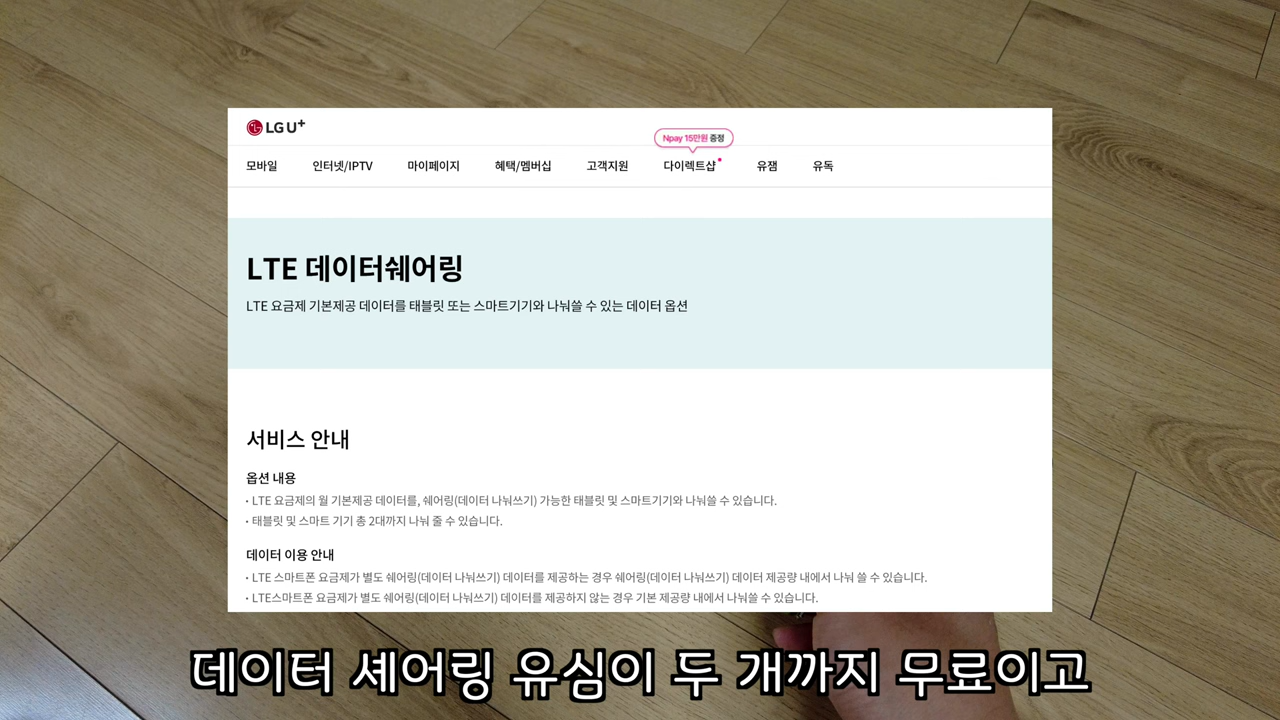 LG U+
Npay 15만원 증정
모바일 인터넷/IPTV 마이페이지 혜택/멤버십 고객지원 다이렉트샵 유잼 유독
LTE 데이터쉐어링
LTE 요금제 기본제공 데이터를 태블릿 또는 스마트기기와 나눠쓸 수 있는 데이터 옵션
서비스 안내
옵션 내용
· LTE 요금제의 월 기본제공 데이터를, 쉐어링(데이터 나눠쓰기) 가능한 태블릿 및 스마트기기와 나눠쓸 수 있습니다.
· 태블릿 및 스마트 기기 총 2대까지 나눠 줄 수 있습니다.
데이터 이용 안내
· LTE 스마트폰 요금제가 별도 쉐어링(데이터 나눠쓰기) 데이터를 제공하는 경우 쉐어링(데이터 나눠쓰기) 데이터 제공량 내에서 나눠 쓸 수 있습니다.
· LTE스마트폰 요금제가 별도 쉐어링(데이터 나눠쓰기) 데이터를 제공하지 않는 경우 기본 제공량 내에서 나눠쓸 수 있습니다.
데이터 셰어링 유심이 두 개까지 무료이고